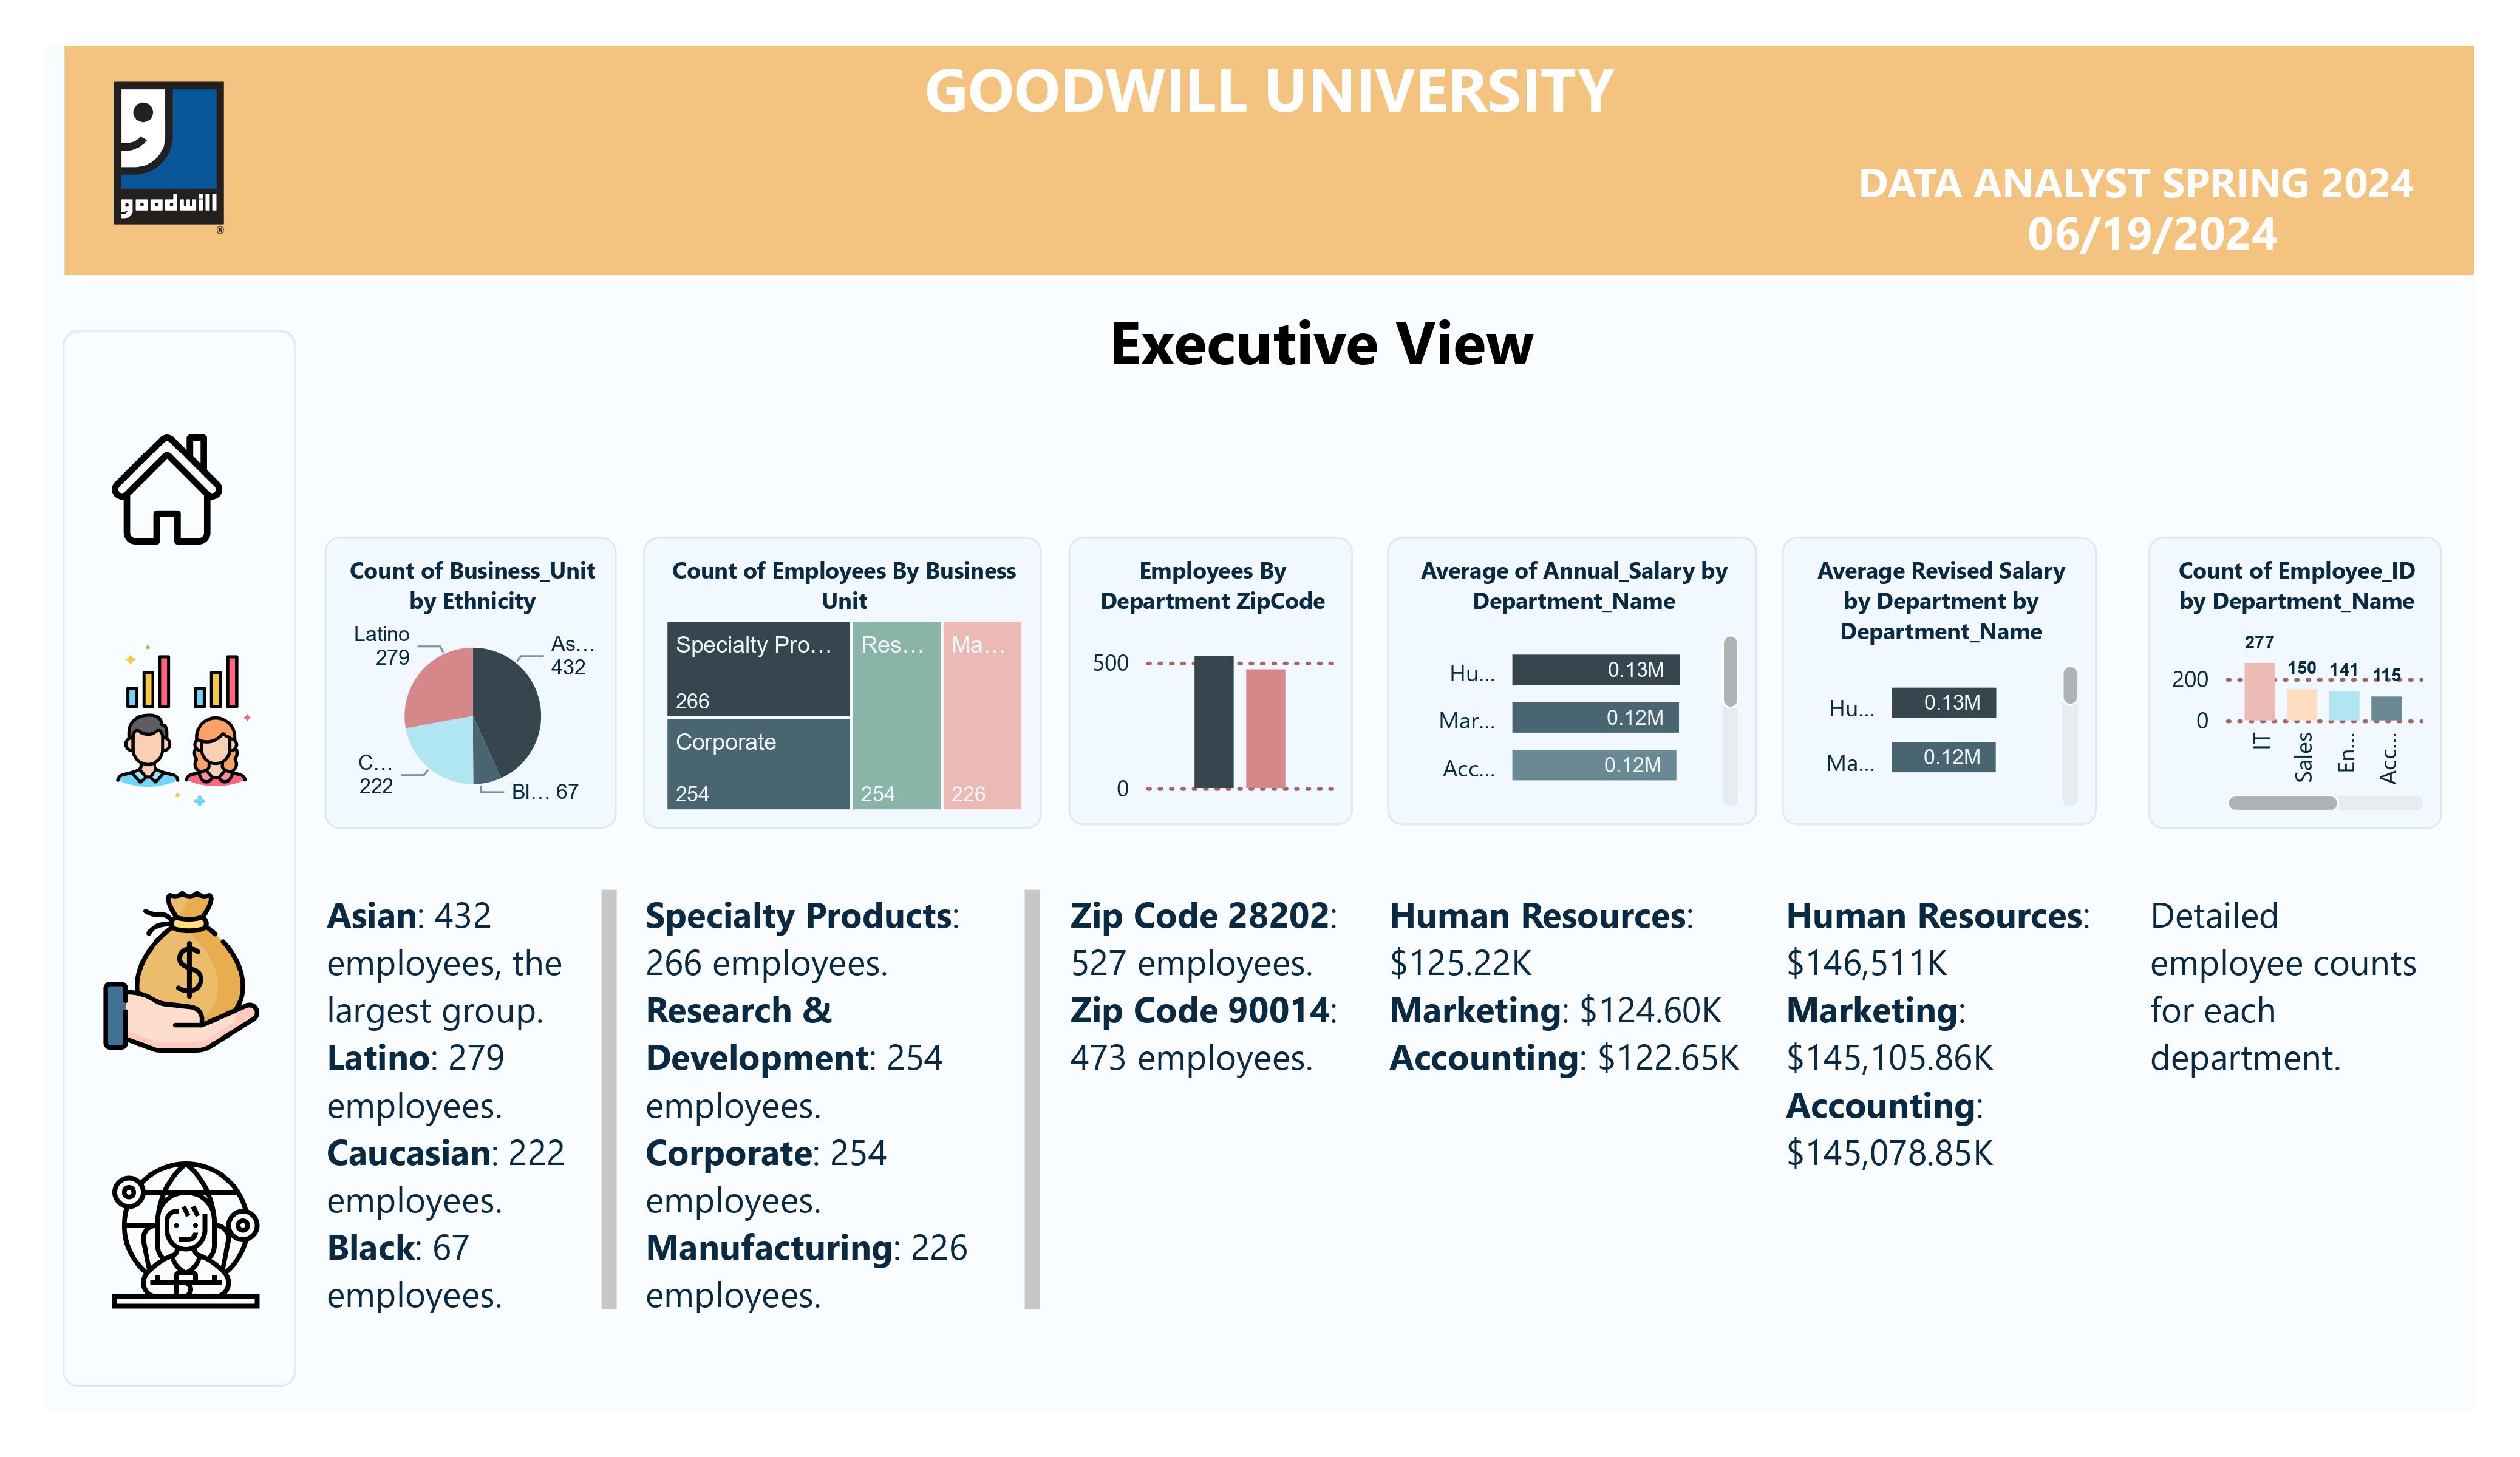 GOODWILL UNIVERSITY
goodwill
®
DATA ANALYST SPRING 2024
06/19/2024
Executive View
Count of Business_Unit
by Ethnicity
Latino
279
As...
432
C...
222
Bl... 67
Count of Employees By Business
Unit
Specialty Pro...
266
Corporate
254
Res...
254
Ma...
226
Employees By
Department ZipCode
500
0
Average of Annual_Salary by
Department_Name
Hu...
0.13M
Mar...
0.12M
Acc...
0.12M
Average Revised Salary
by Department by
Department_Name
Hu...
0.13M
Ma...
0.12M
Count of Employee_ID
by Department_Name
277
150
141
115
200
0
IT
Sales
En...
Acc...
Asian: 432
employees, the
largest group.
Latino: 279
employees.
Caucasian: 222
employees.
Black: 67
employees.
Specialty Products:
266 employees.
Research &
Development: 254
employees.
Corporate: 254
employees.
Manufacturing: 226
employees.
Zip Code 28202:
527 employees.
Zip Code 90014:
473 employees.
Human Resources:
$125.22K
Marketing: $124.60K
Accounting: $122.65K
Human Resources:
$146,511K
Marketing:
$145,105.86K
Accounting:
$145,078.85K
Detailed
employee counts
for each
department.